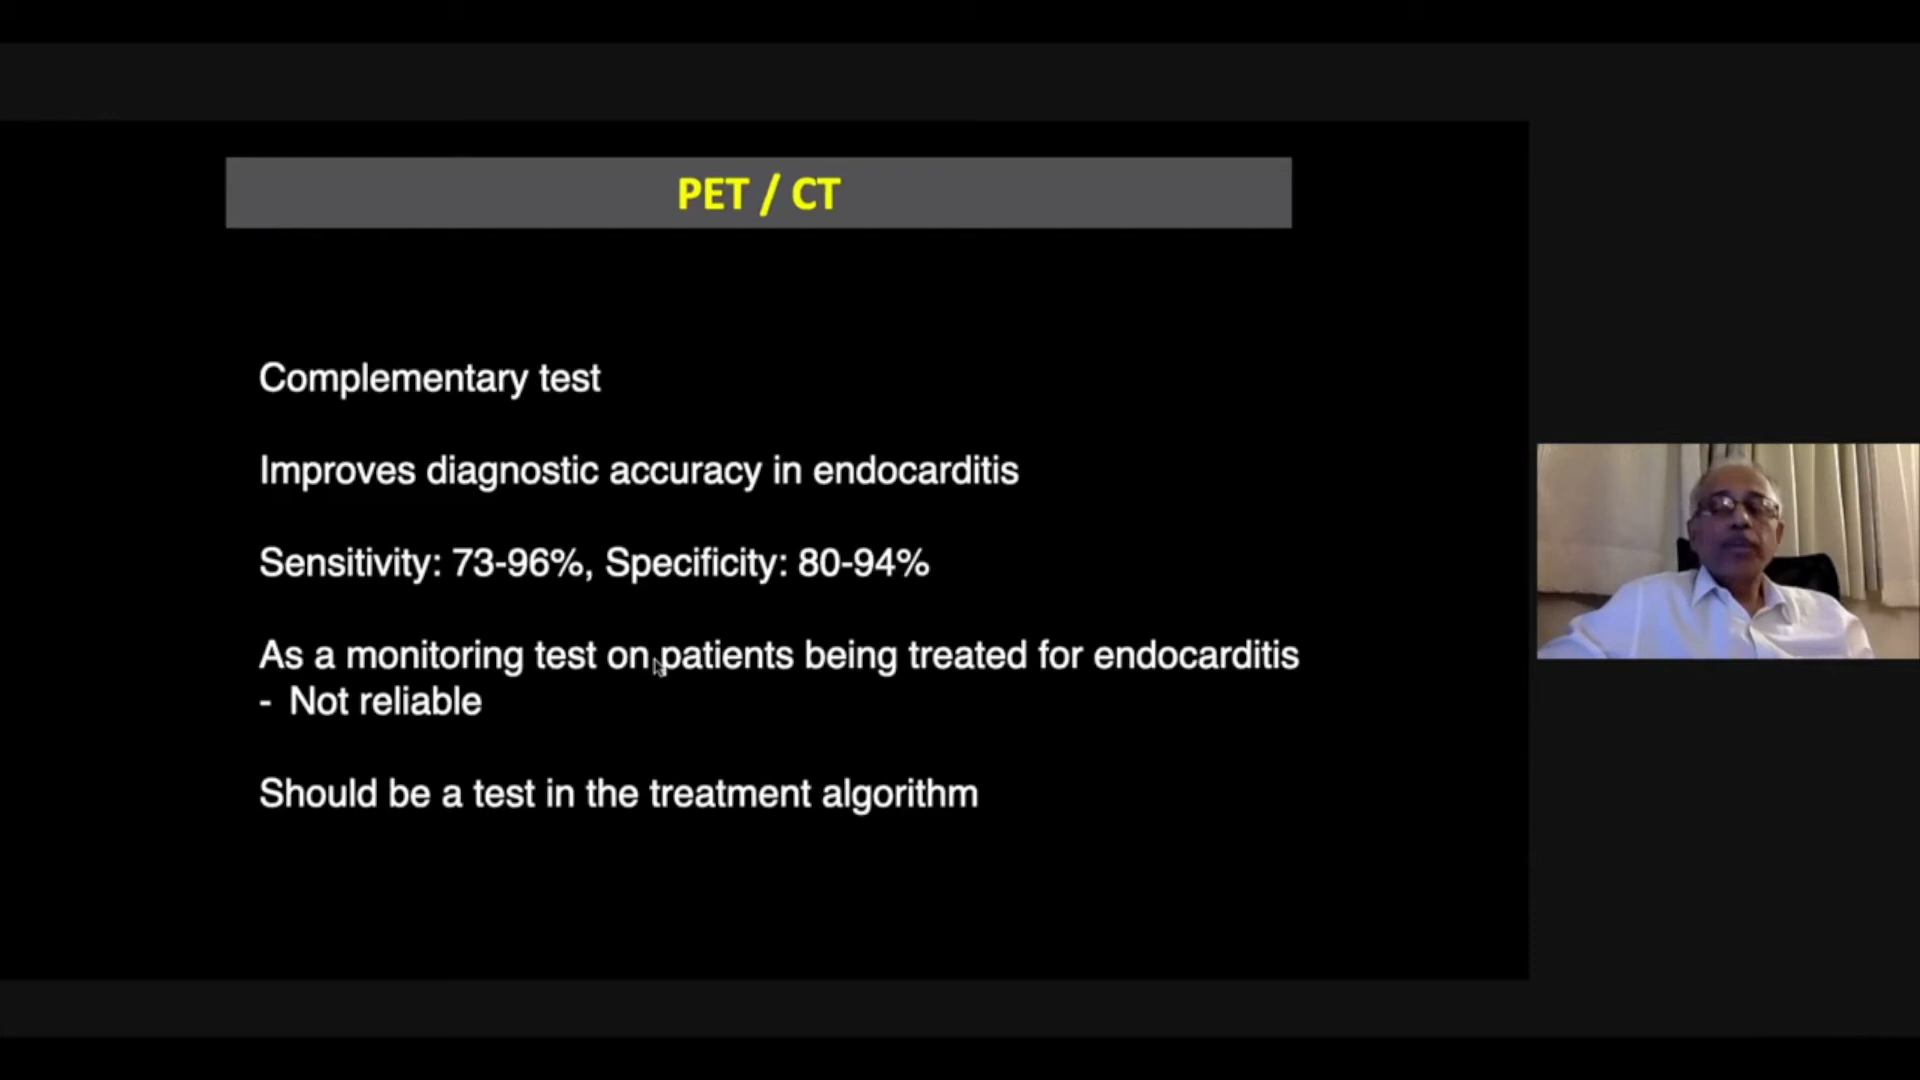 PET / CT
Complementary test
Improves diagnostic accuracy in endocarditis
Sensitivity: 73-96%, Specificity: 80-94%
As a monitoring test on patients being treated for endocarditis
- Not reliable
Should be a test in the treatment algorithm